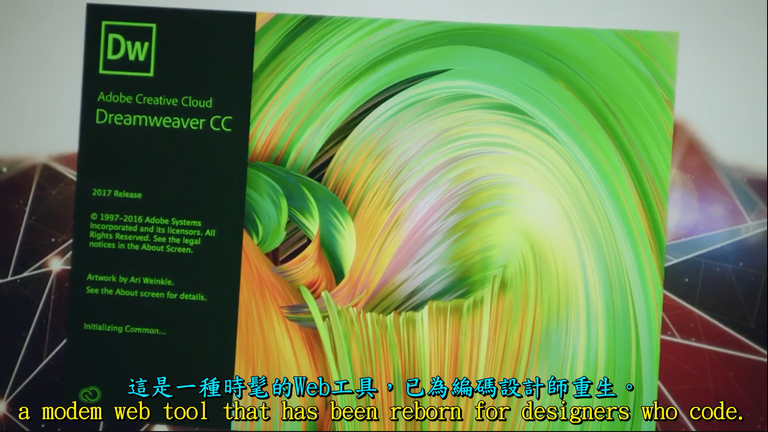 Dw
Adobe Creative Cloud
Dreamweaver CC
2017 Release
© 1997-2016 Adobe Systems
Incorporated and its licensors. All
Rights Reserved. See the legal
notices in the About Screen.
Artwork by Ari Weinkle.
See the About screen for details.
Initializing Common...
這是一種時髦的Web工具，已為編碼設計師重生。
a modem web tool that has been reborn for designers who code.